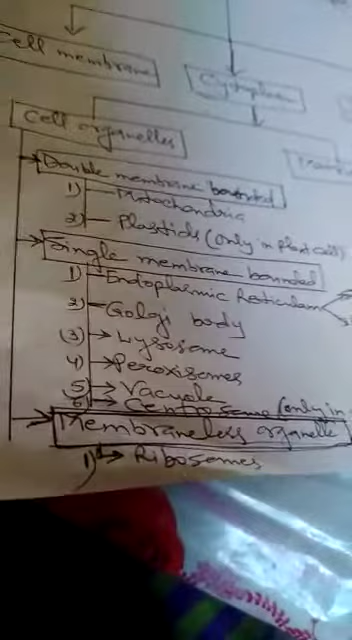 Cell membrane
Cytoplasm
Cell organelles
Double membrane bounded
1) Mitochondria
2) Plastids (Only in Plant cell)
Single membrane bounded
1) Endoplasmic Reticulam
2) Golgi body
(3) Lysosome
4) Peroxisomes
5) Vacuole
6) Centrosome (only in
Membraneless organelle
1) Ribosomes